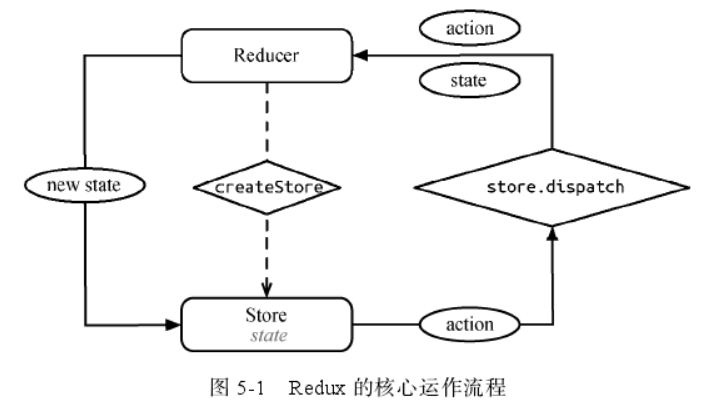 action
Reducer
state
new state
createStore
store.dispatch
Store
state
action
图 5-1 Redux 的核心运作流程